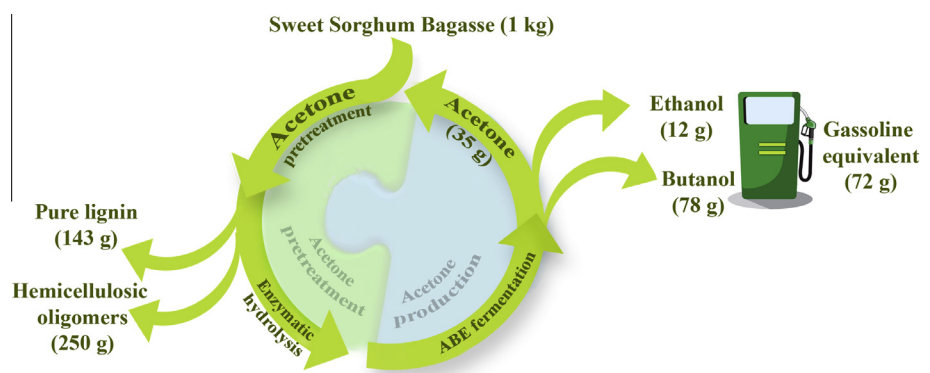 Sweet Sorghum Bagasse (1 kg)
Acetone
pretreatment
Acetone
(35 g)
Ethanol
(12 g)
Butanol
(78 g)
Gassoline
equivalent
(72 g)
Pure lignin
(143 g)
Hemicellulosic
oligomers
(250 g)
Acetone
pretreatment
Acetone
production
Enzymatic
hydrolysis
ABE fermentation